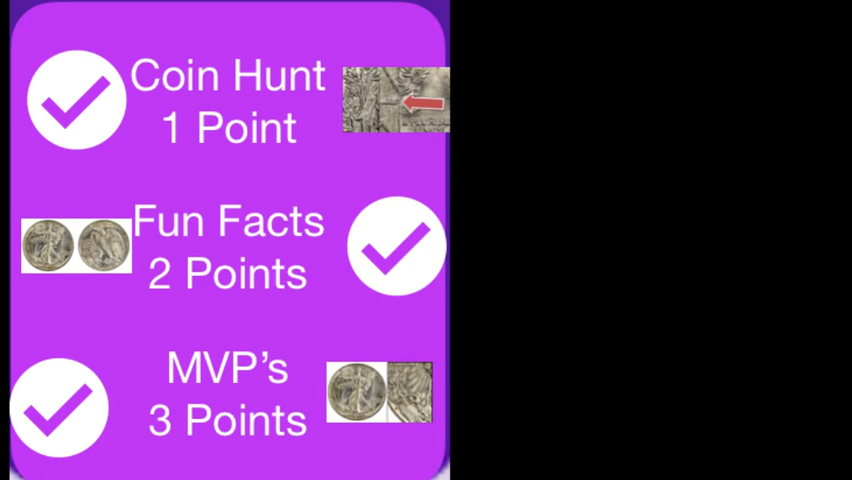 Coin Hunt
1 Point
Fun Facts
2 Points
MVP's
3 Points